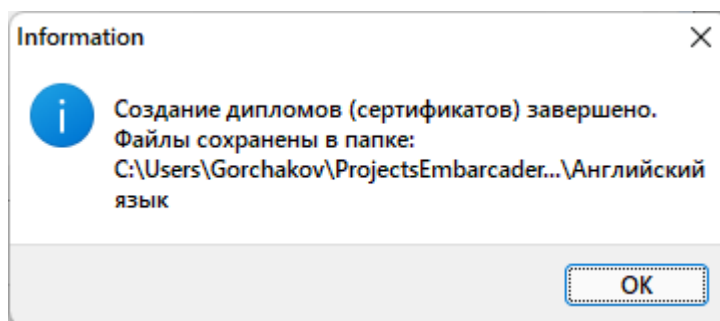 Information
Создание дипломов (сертификатов) завершено.
Файлы сохранены в папке:
C:\Users\Gorchakov\ProjectsEmbarcader...\Английский
язык
OK